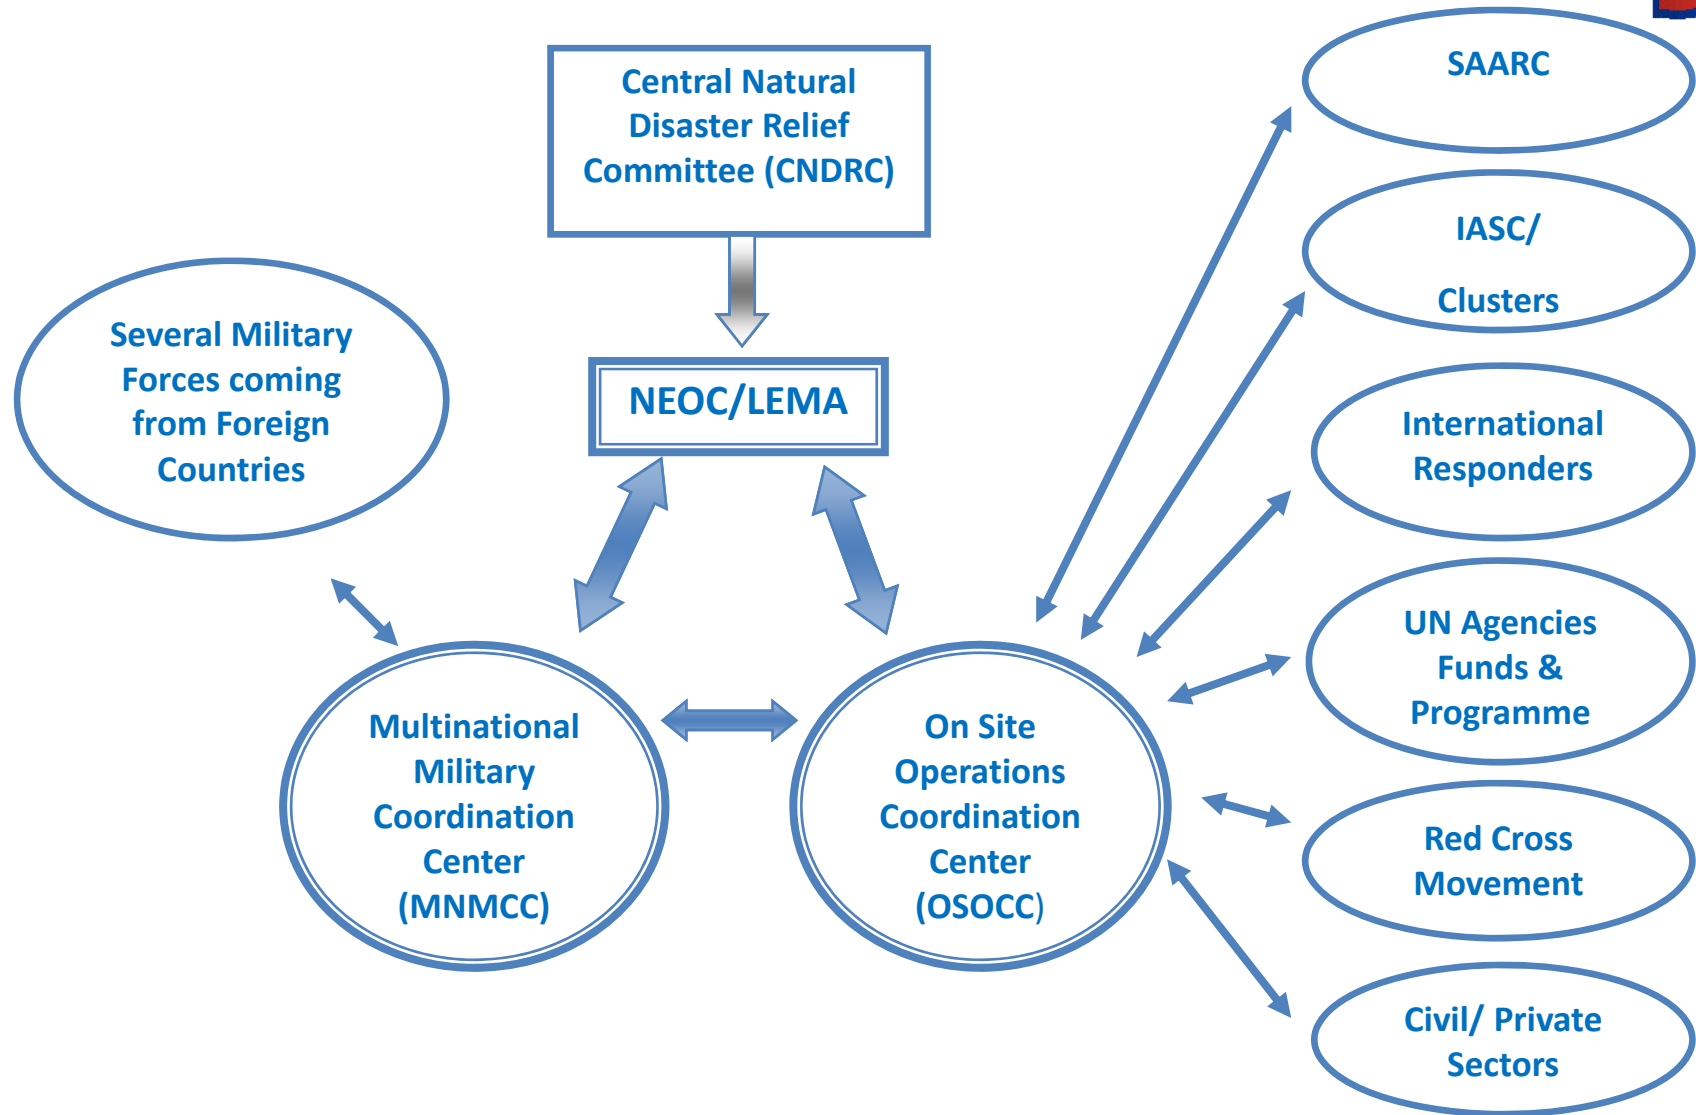 Central Natural
Disaster Relief
Committee (CNDRC)
NEOC/LEMA
Several Military
Forces coming
from Foreign
Countries
Multinational
Military
Coordination
Center
(MNMCC)
On Site
Operations
Coordination
Center
(OSOCC)
SAARC
IASC/
Clusters
International
Responders
UN Agencies
Funds &
Programme
Red Cross
Movement
Civil/ Private
Sectors